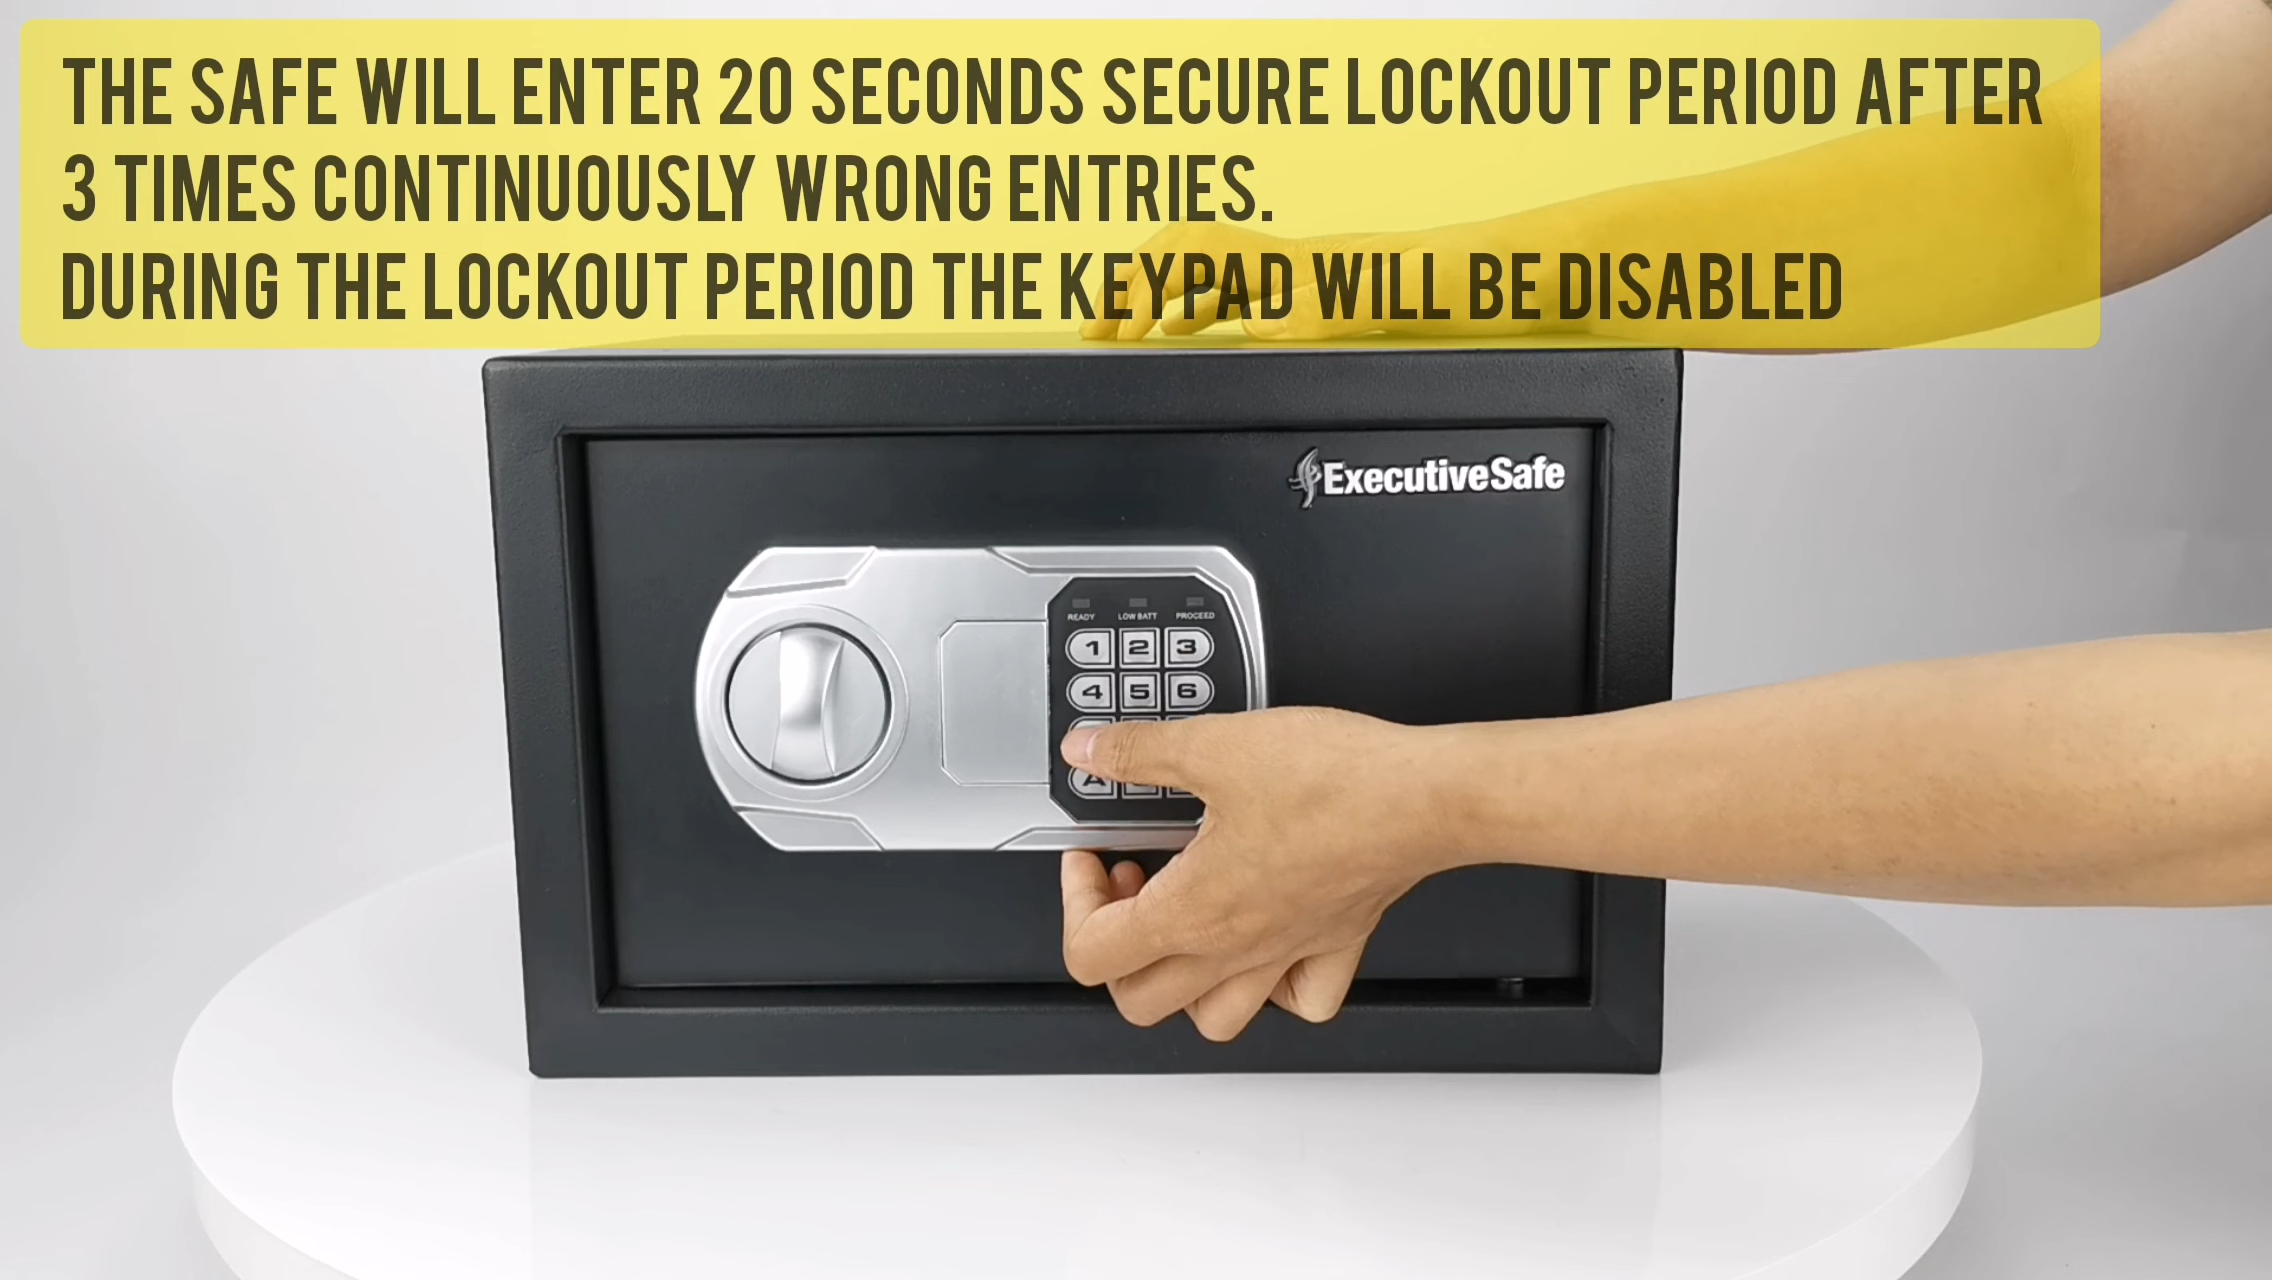 THE SAFE WILL ENTER 20 SECONDS SECURE LOCKOUT PERIOD AFTER
3 TIMES CONTINUOUSLY WRONG ENTRIES.
DURING THE LOCKOUT PERIOD THE KEYPAD WILL BE DISABLED
ExecutiveSafe
READY LOW BATT PROCEED
1 2 3
4 5 6
A